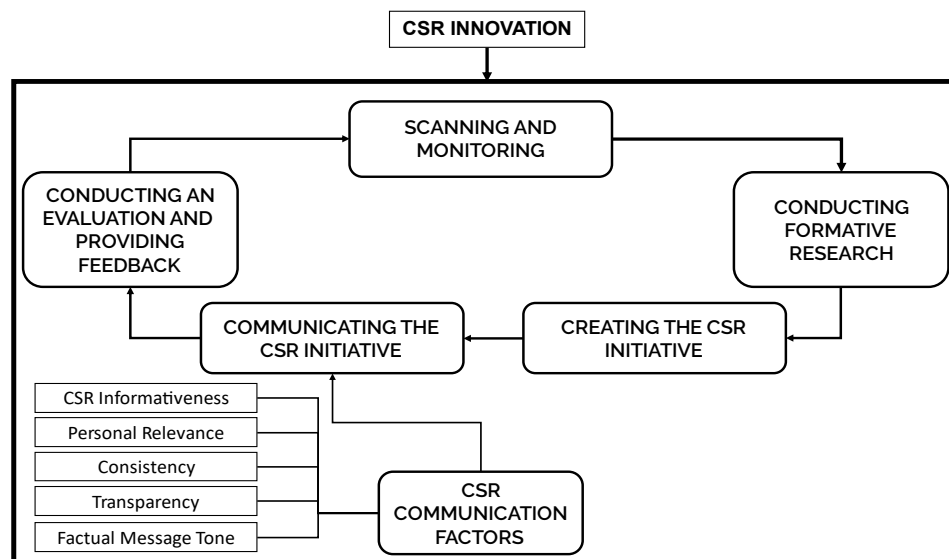 CSR INNOVATION
SCANNING AND
MONITORING
CONDUCTING AN
EVALUATION AND
PROVIDING
FEEDBACK
CONDUCTING
FORMATIVE
RESEARCH
COMMUNICATING THE
CSR INITIATIVE
CREATING THE CSR
INITIATIVE
CSR Informativeness
Personal Relevance
Consistency
Transparency
Factual Message Tone
CSR
COMMUNICATION
FACTORS